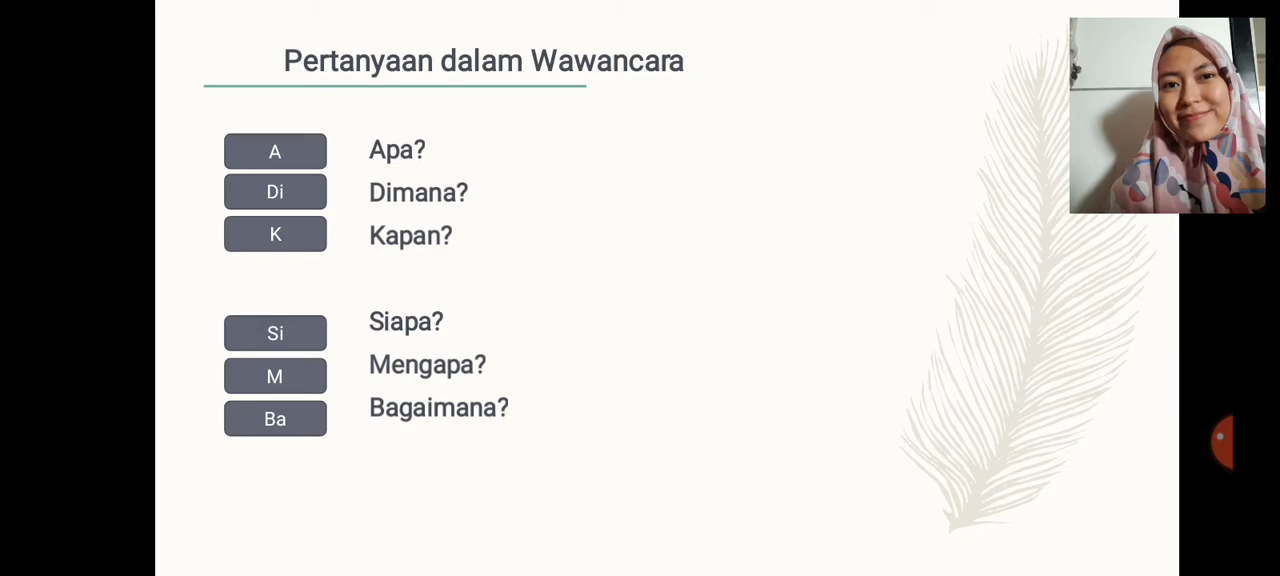 Pertanyaan dalam Wawancara
A Apa?
Di Dimana?
K Kapan?
Si Siapa?
M Mengapa?
Ba Bagaimana?